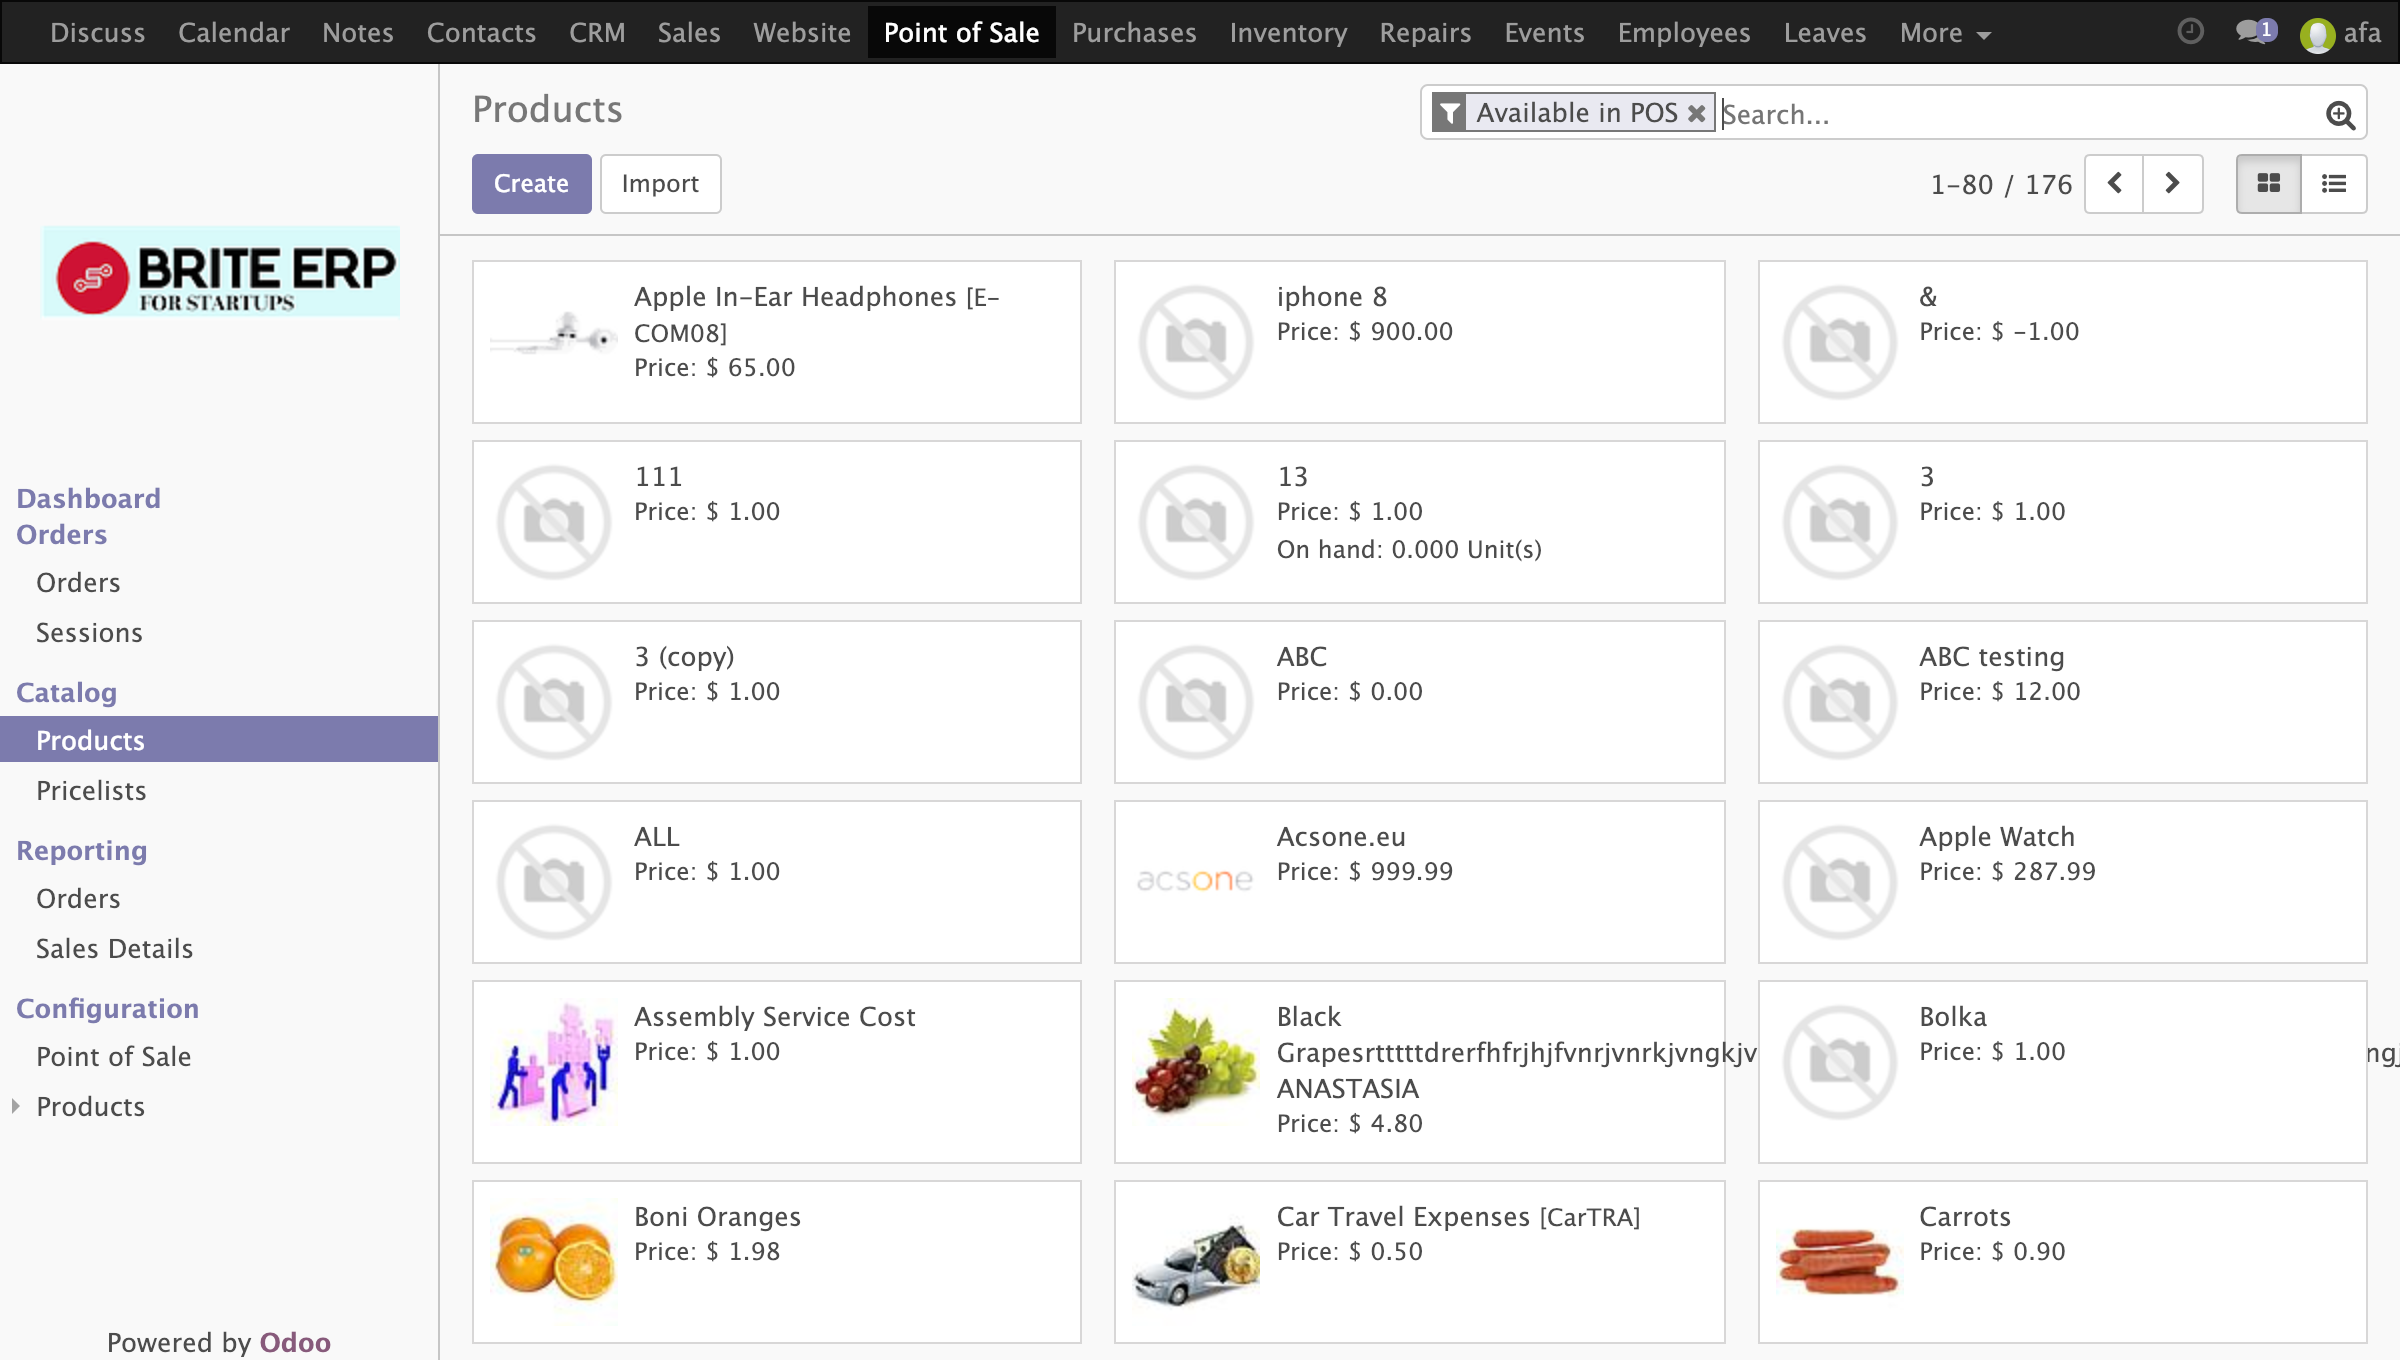 Discuss Calendar Notes Contacts CRM Sales Website Point of Sale Purchases Inventory Repairs Events Employees Leaves More 1 afa
Products
Available in POS Search...
Create Import
1-80 / 176
BRITE ERP
FOR STARTUPS
Dashboard
Orders
Orders
Sessions
Catalog
Products
Pricelists
Reporting
Orders
Sales Details
Configuration
Point of Sale
Products
Powered by Odoo
Apple In-Ear Headphones [E-
COM08]
Price: $ 65.00
iphone 8
Price: $ 900.00
&
Price: $ -1.00
111
Price: $ 1.00
13
Price: $ 1.00
On hand: 0.000 Unit(s)
3
Price: $ 1.00
3 (copy)
Price: $ 1.00
ABC
Price: $ 0.00
ABC testing
Price: $ 12.00
ALL
Price: $ 1.00
acsone
Acsone.eu
Price: $ 999.99
Apple Watch
Price: $ 287.99
Assembly Service Cost
Price: $ 1.00
Black
Grapesrtttttdrerfhfrjhjfvnrjvnrkjvngkjv
ANASTASIA
Price: $ 4.80
Bolka
Price: $ 1.00
Boni Oranges
Price: $ 1.98
Car Travel Expenses [CarTRA]
Price: $ 0.50
Carrots
Price: $ 0.90